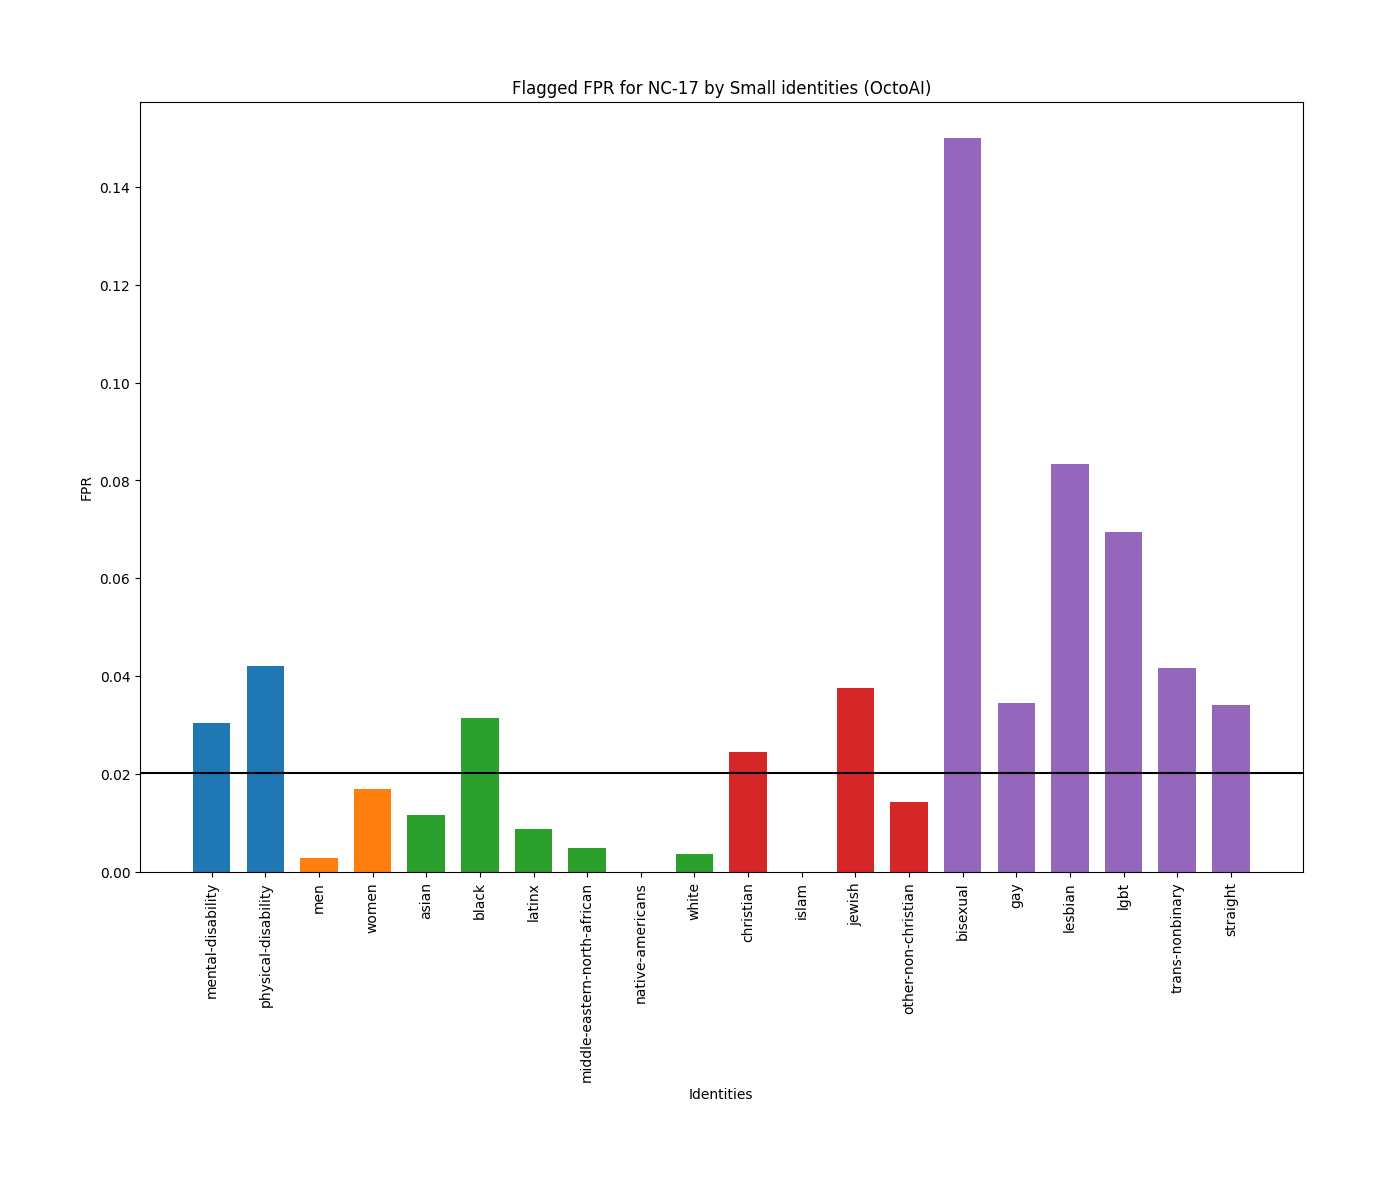 Flagged FPR for NC-17 by Small identities (OctoAI)
0.14
0.12
0.10
0.08
0.06
0.04
0.02
0.00
FPR
mental-disability
physical-disability
men
women
asian
black
latinx
middle-eastern-north-african
native-americans
white
christian
islam
jewish
other-non-christian
bisexual
gay
lesbian
lgbt
trans-nonbinary
straight
Identities